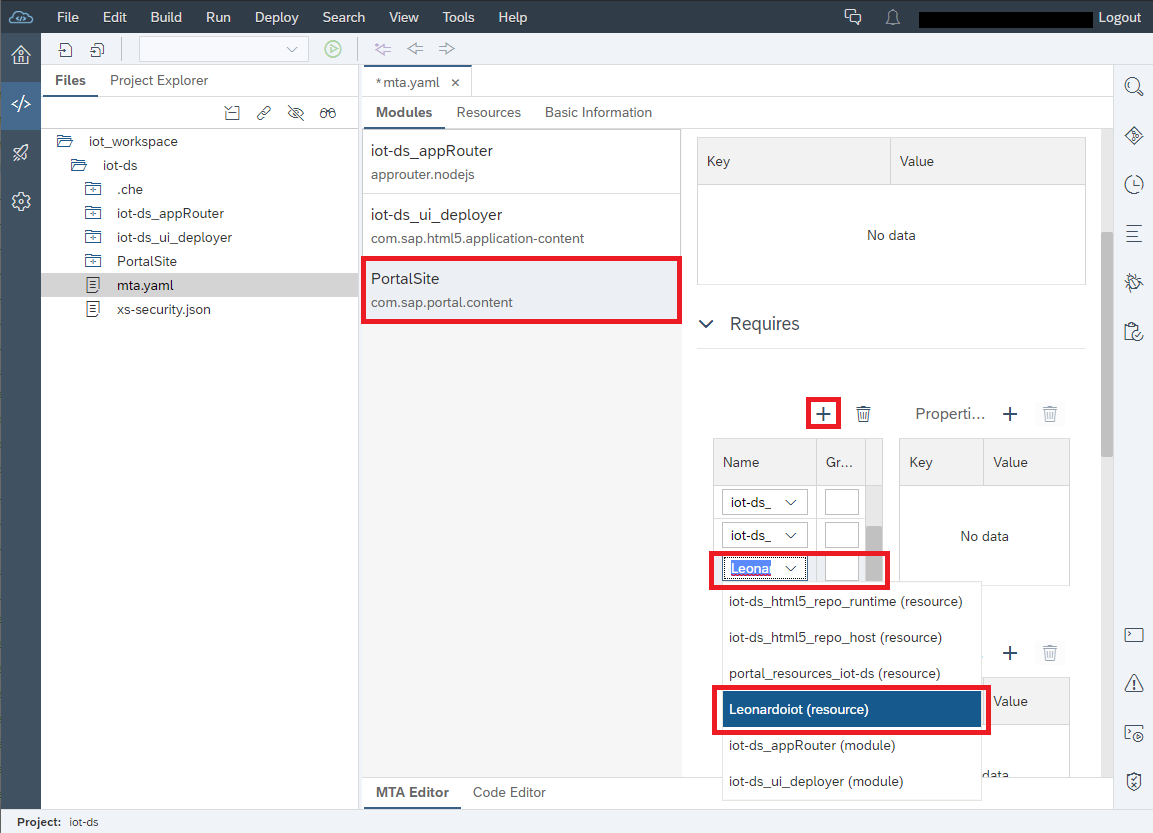 File Edit Build Run Deploy Search View Tools Help Logout
Files Project Explorer
iot_workspace
iot-ds
.che
iot-ds_appRouter
iot-ds_ui_deployer
PortalSite
mta.yaml
xs-security.json
*mta.yaml ×
Modules Resources Basic Information
iot-ds_appRouter
approuter.nodejs
iot-ds_ui_deployer
com.sap.html5.application-content
PortalSite
com.sap.portal.content
Key Value
No data
Requires
Properti...
Name Gr...
Key Value
iot-ds_
iot-ds_
No data
Leonar
iot-ds_html5_repo_runtime (resource)
iot-ds_html5_repo_host (resource)
portal_resources_iot-ds (resource)
Leonardoiot (resource)
Value
iot-ds_appRouter (module)
iot-ds_ui_deployer (module)
data
MTA Editor Code Editor
Project: iot-ds